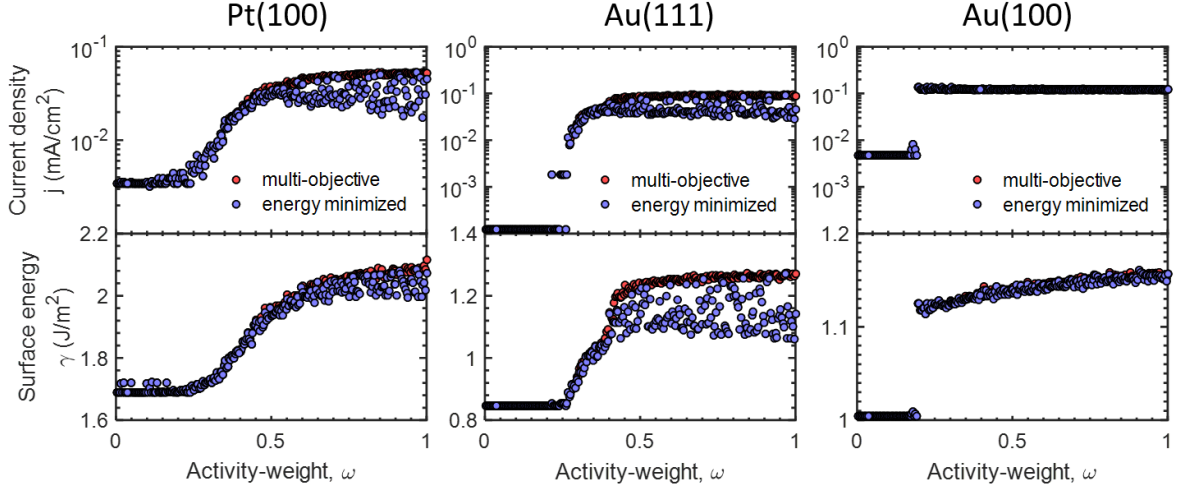 Pt(100) Au(111) Au(100)
10⁻¹ 10⁰ 10⁰
10⁻¹ 10⁻¹
10⁻² 10⁻² 10⁻²
10⁻³ 10⁻³
Current density
j (mA/cm²)
multi-objective multi-objective multi-objective
energy minimized energy minimized energy minimized
2.2 1.4 1.2
2 1.2 1.11
1.8 1
1.6 0.8 1
Surface energy
γ (J/m²)
0 0.5 1 0 0.5 1 0 0.5 1
Activity-weight, ω Activity-weight, ω Activity-weight, ω